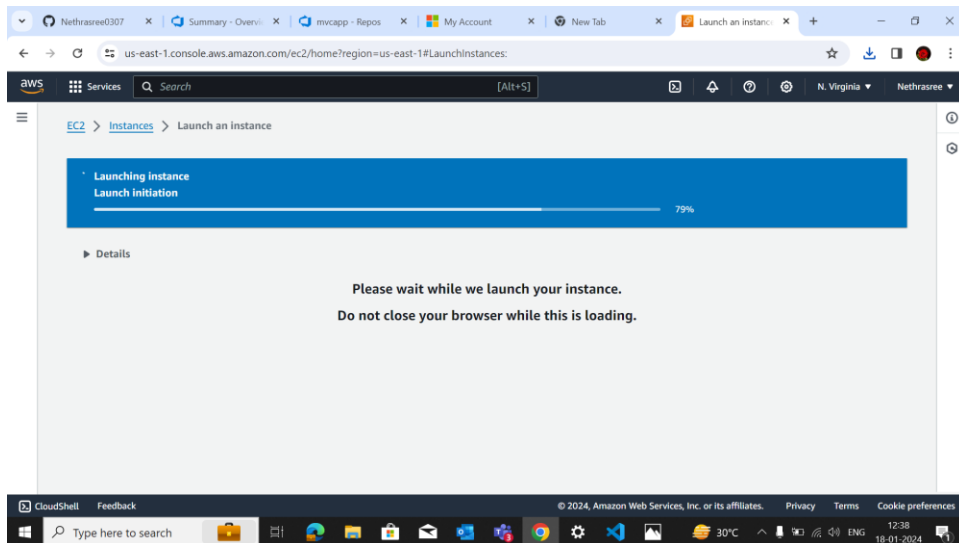 Nethrasree0307
Summary - Overvi
mvcapp - Repos
My Account
New Tab
Launch an instanc
us-east-1.console.aws.amazon.com/ec2/home?region=us-east-1#LaunchInstances:
aws
Services
Search
[Alt+S]
N. Virginia
Nethrasree
EC2 > Instances > Launch an instance
Launching instance
Launch initiation
79%
Details
Please wait while we launch your instance.
Do not close your browser while this is loading.
CloudShell
Feedback
© 2024, Amazon Web Services, Inc. or its affiliates.
Privacy
Terms
Cookie preferences
Type here to search
30°C
ENG
12:38
18-01-2024